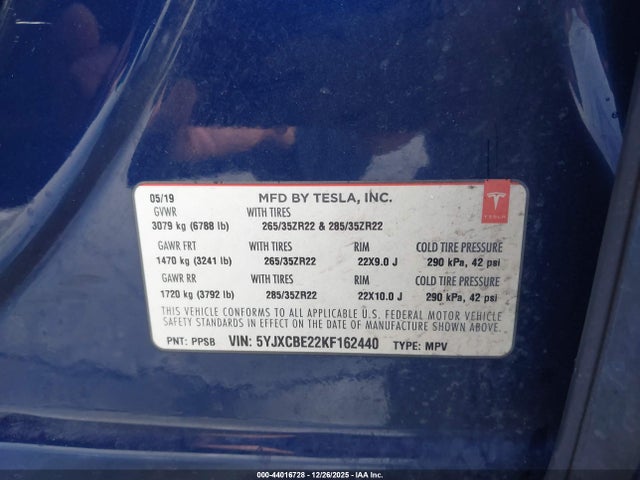 05/19 MFD BY TESLA, INC.
GVWR WITH TIRES
3079 kg (6788 lb) 265/35ZR22 & 285/35ZR22
GAWR FRT WITH TIRES RIM COLD TIRE PRESSURE
1470 kg (3241 lb) 265/35ZR22 22X9.0 J 290 kPa, 42 psi
GAWR RR WITH TIRES RIM COLD TIRE PRESSURE
1720 kg (3792 lb) 285/35ZR22 22X10.0 J 290 kPa, 42 psi
THIS VEHICLE CONFORMS TO ALL APPLICABLE U.S. FEDERAL MOTOR VEHICLE
SAFETY STANDARDS IN EFFECT ON THE DATE OF MANUFACTURE SHOWN ABOVE.
PNT: PPSB VIN: 5YJXCBE22KF162440 TYPE: MPV
TESLA
000-44016728 - 12/26/2025 - IAA Inc.